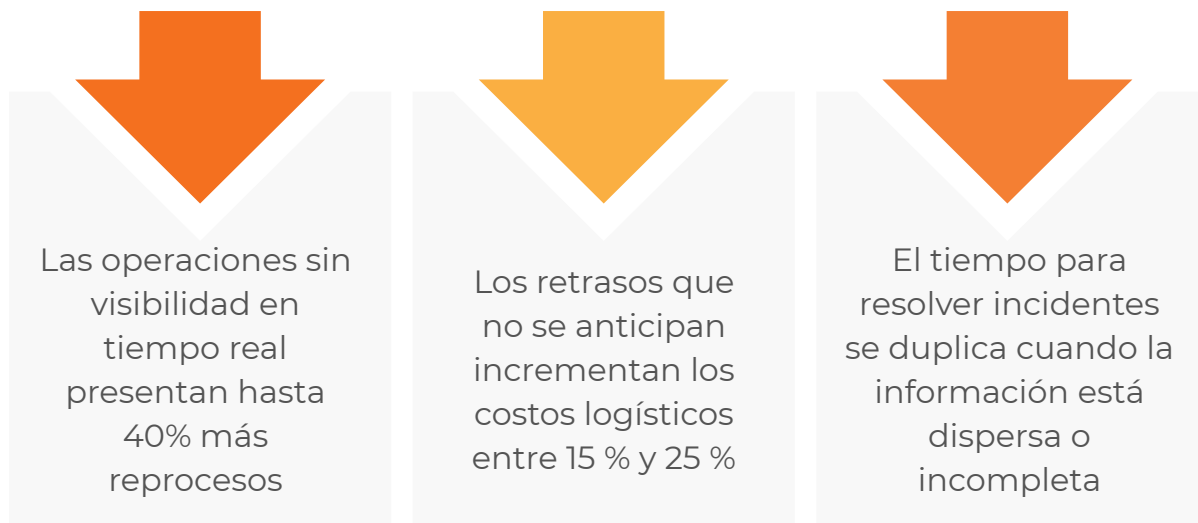 Las operaciones sin
visibilidad en
tiempo real
presentan hasta
40% más
reprocesos
Los retrasos que
no se anticipan
incrementan los
costos logísticos
entre 15 % y 25 %
El tiempo para
resolver incidentes
se duplica cuando la
información está
dispersa o
incompleta